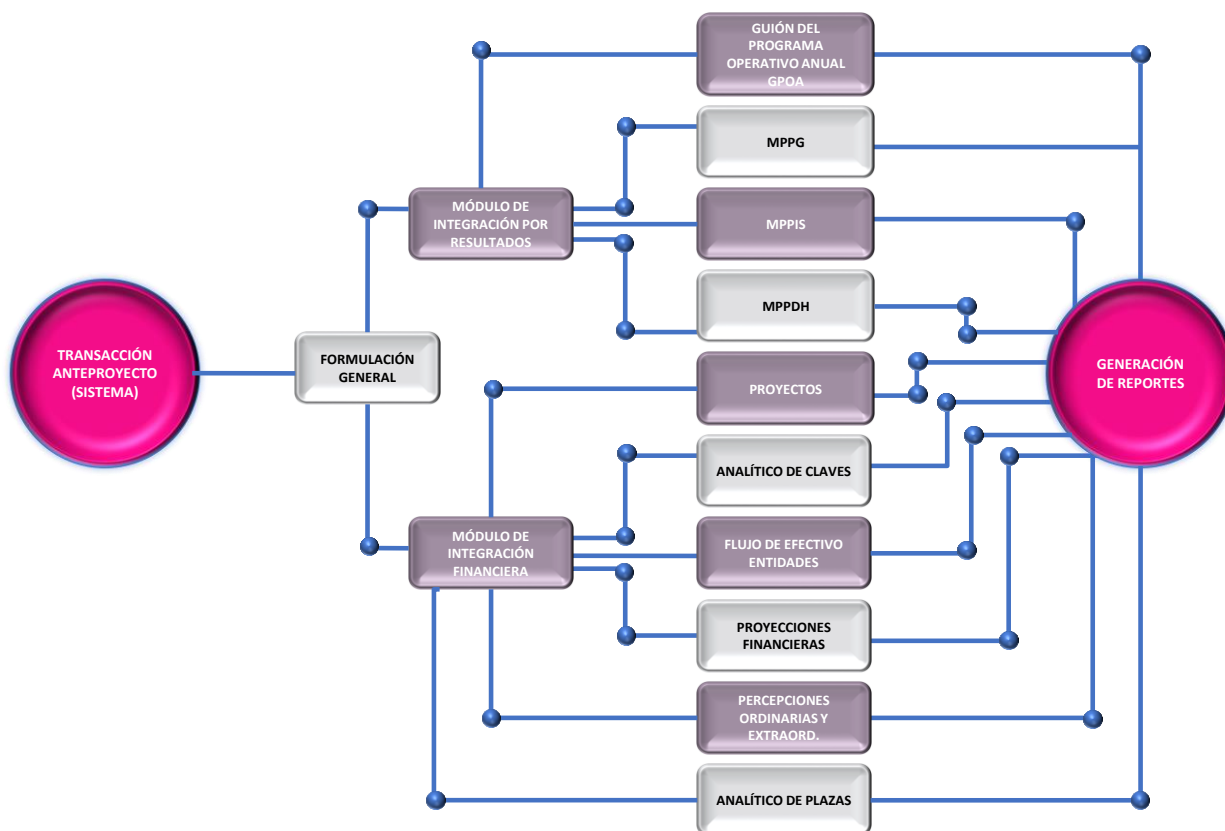 GUIÓN DEL
PROGRAMA
OPERATIVO ANUAL
GPOA
MPPG
MÓDULO DE
INTEGRACIÓN POR
RESULTADOS
MPPIS
MPPDH
TRANSACCIÓN
ANTEPROYECTO
(SISTEMA)
FORMULACIÓN
GENERAL
GENERACIÓN
DE REPORTES
PROYECTOS
ANALÍTICO DE CLAVES
MÓDULO DE
INTEGRACIÓN
FINANCIERA
FLUJO DE EFECTIVO
ENTIDADES
PROYECCIONES
FINANCIERAS
PERCEPCIONES
ORDINARIAS Y
EXTRAORD.
ANALÍTICO DE PLAZAS